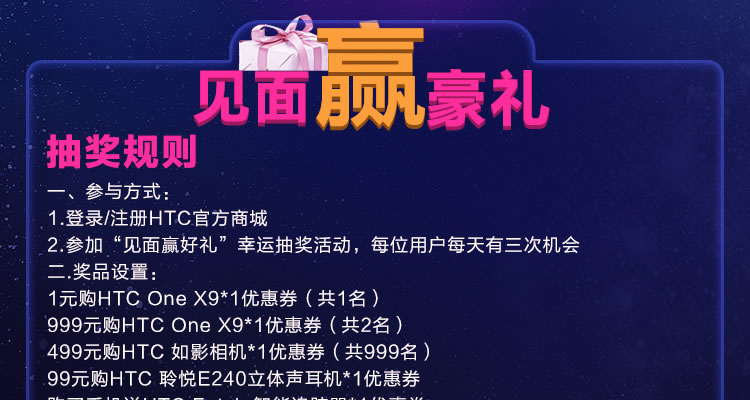 见面赢豪礼
抽奖规则
一、参与方式：
1.登录/注册HTC官方商城
2.参加“见面赢好礼”幸运抽奖活动，每位用户每天有三次机会
二.奖品设置：
1元购HTC One X9*1优惠券（共1名）
999元购HTC One X9*1优惠券（共2名）
499元购HTC 如影相机*1优惠券（共999名）
99元购HTC 聆悦E240立体声耳机*1优惠券